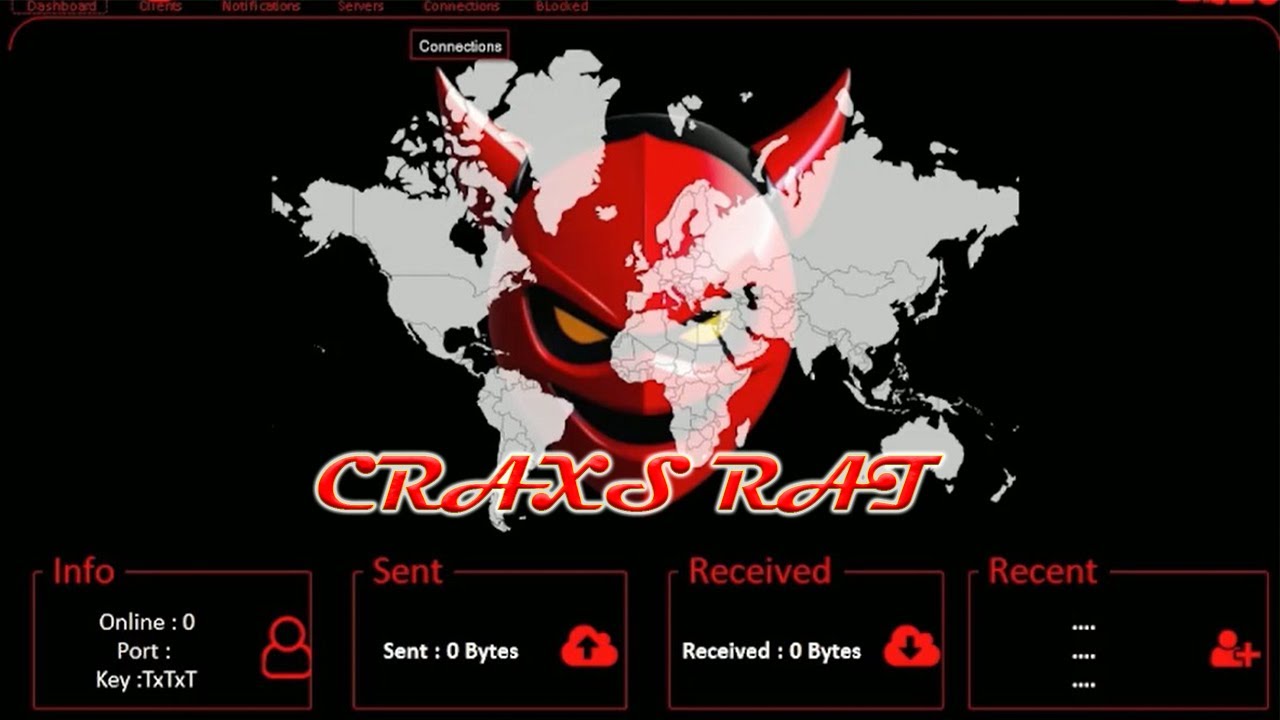 Dashboard Clients Notifications Servers Connections BLocked
Connections
CRAXS RAT
Info
Online : 0
Port :
Key :TxTxT
Sent
Sent : 0 Bytes
Received
Received : 0 Bytes
Recent
....
....
....